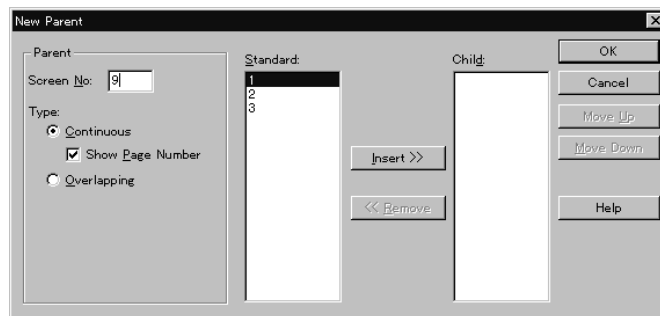 New Parent
Parent
Screen No: 9
Type:
Continuous
Show Page Number
Overlapping
Standard:
1
2
3
Insert >>
<< Remove
Child:
OK
Cancel
Move Up
Move Down
Help